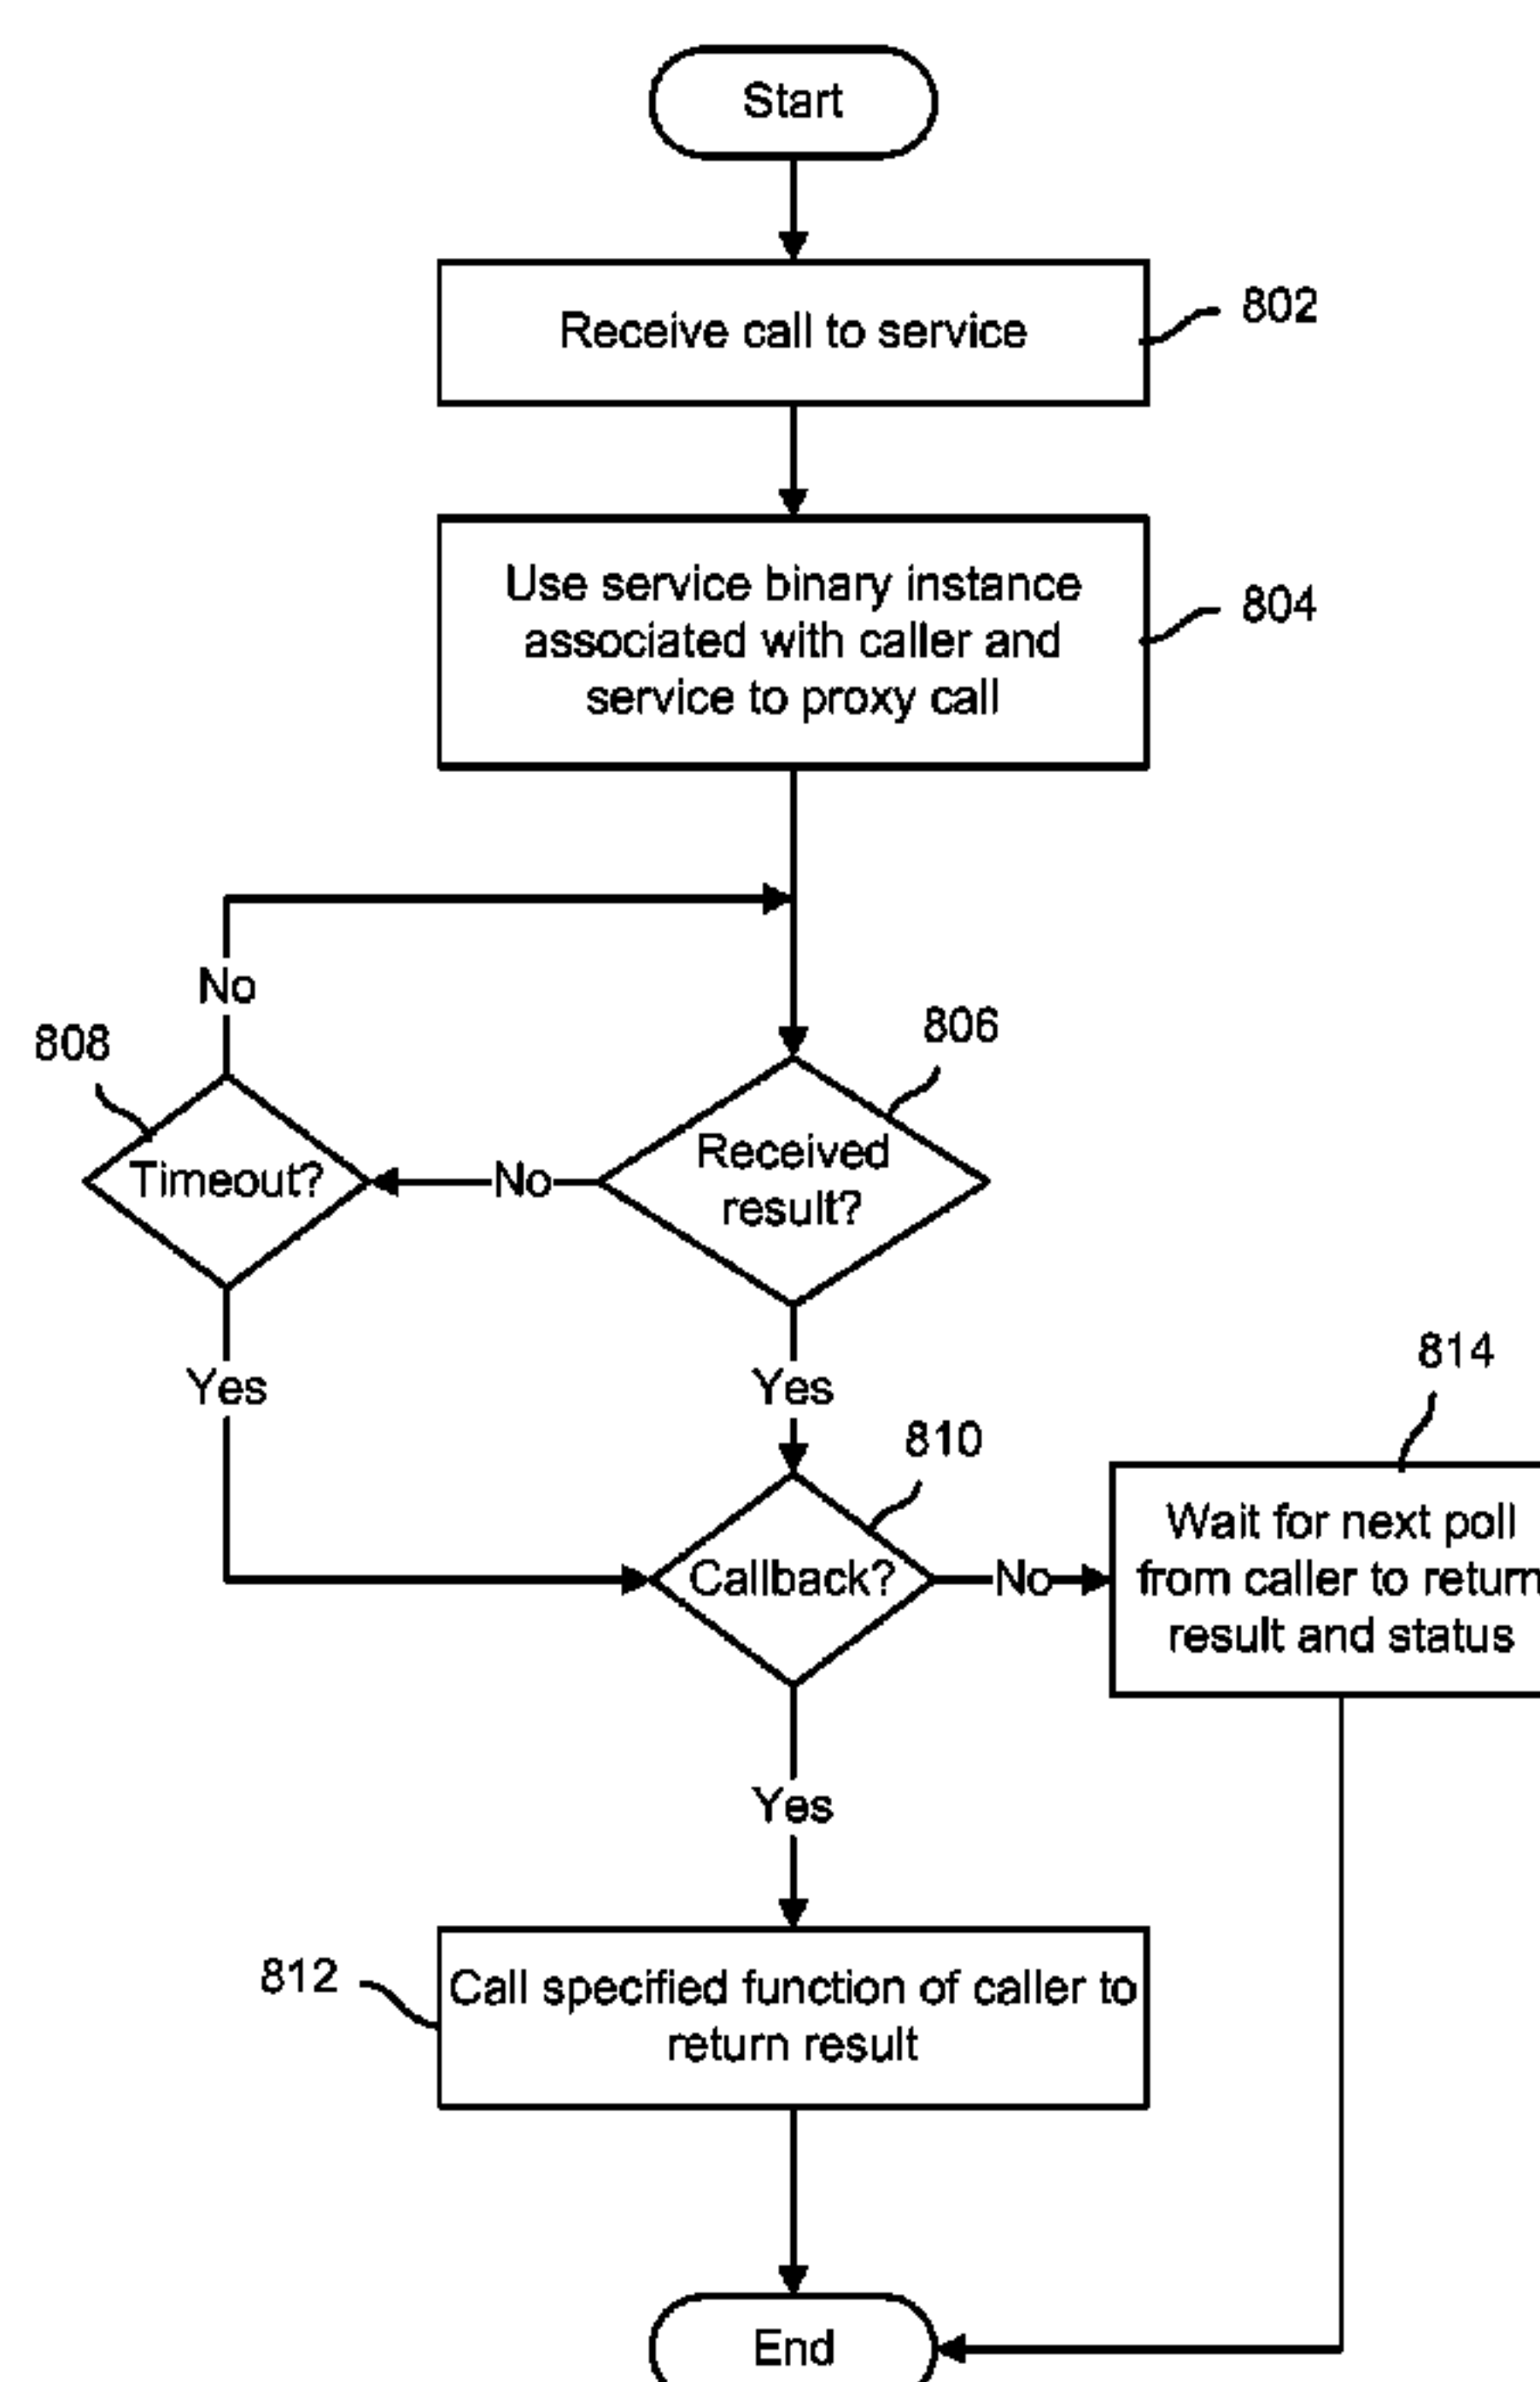 Start
Receive call to service
802
Use service binary instance
associated with caller and
service to proxy call
804
No
808
806
Timeout?
No
Received
result?
Yes
Yes
810
814
Callback?
No
Wait for next poll
from caller to return
result and status
Yes
812
Call specified function of caller to
return result
End